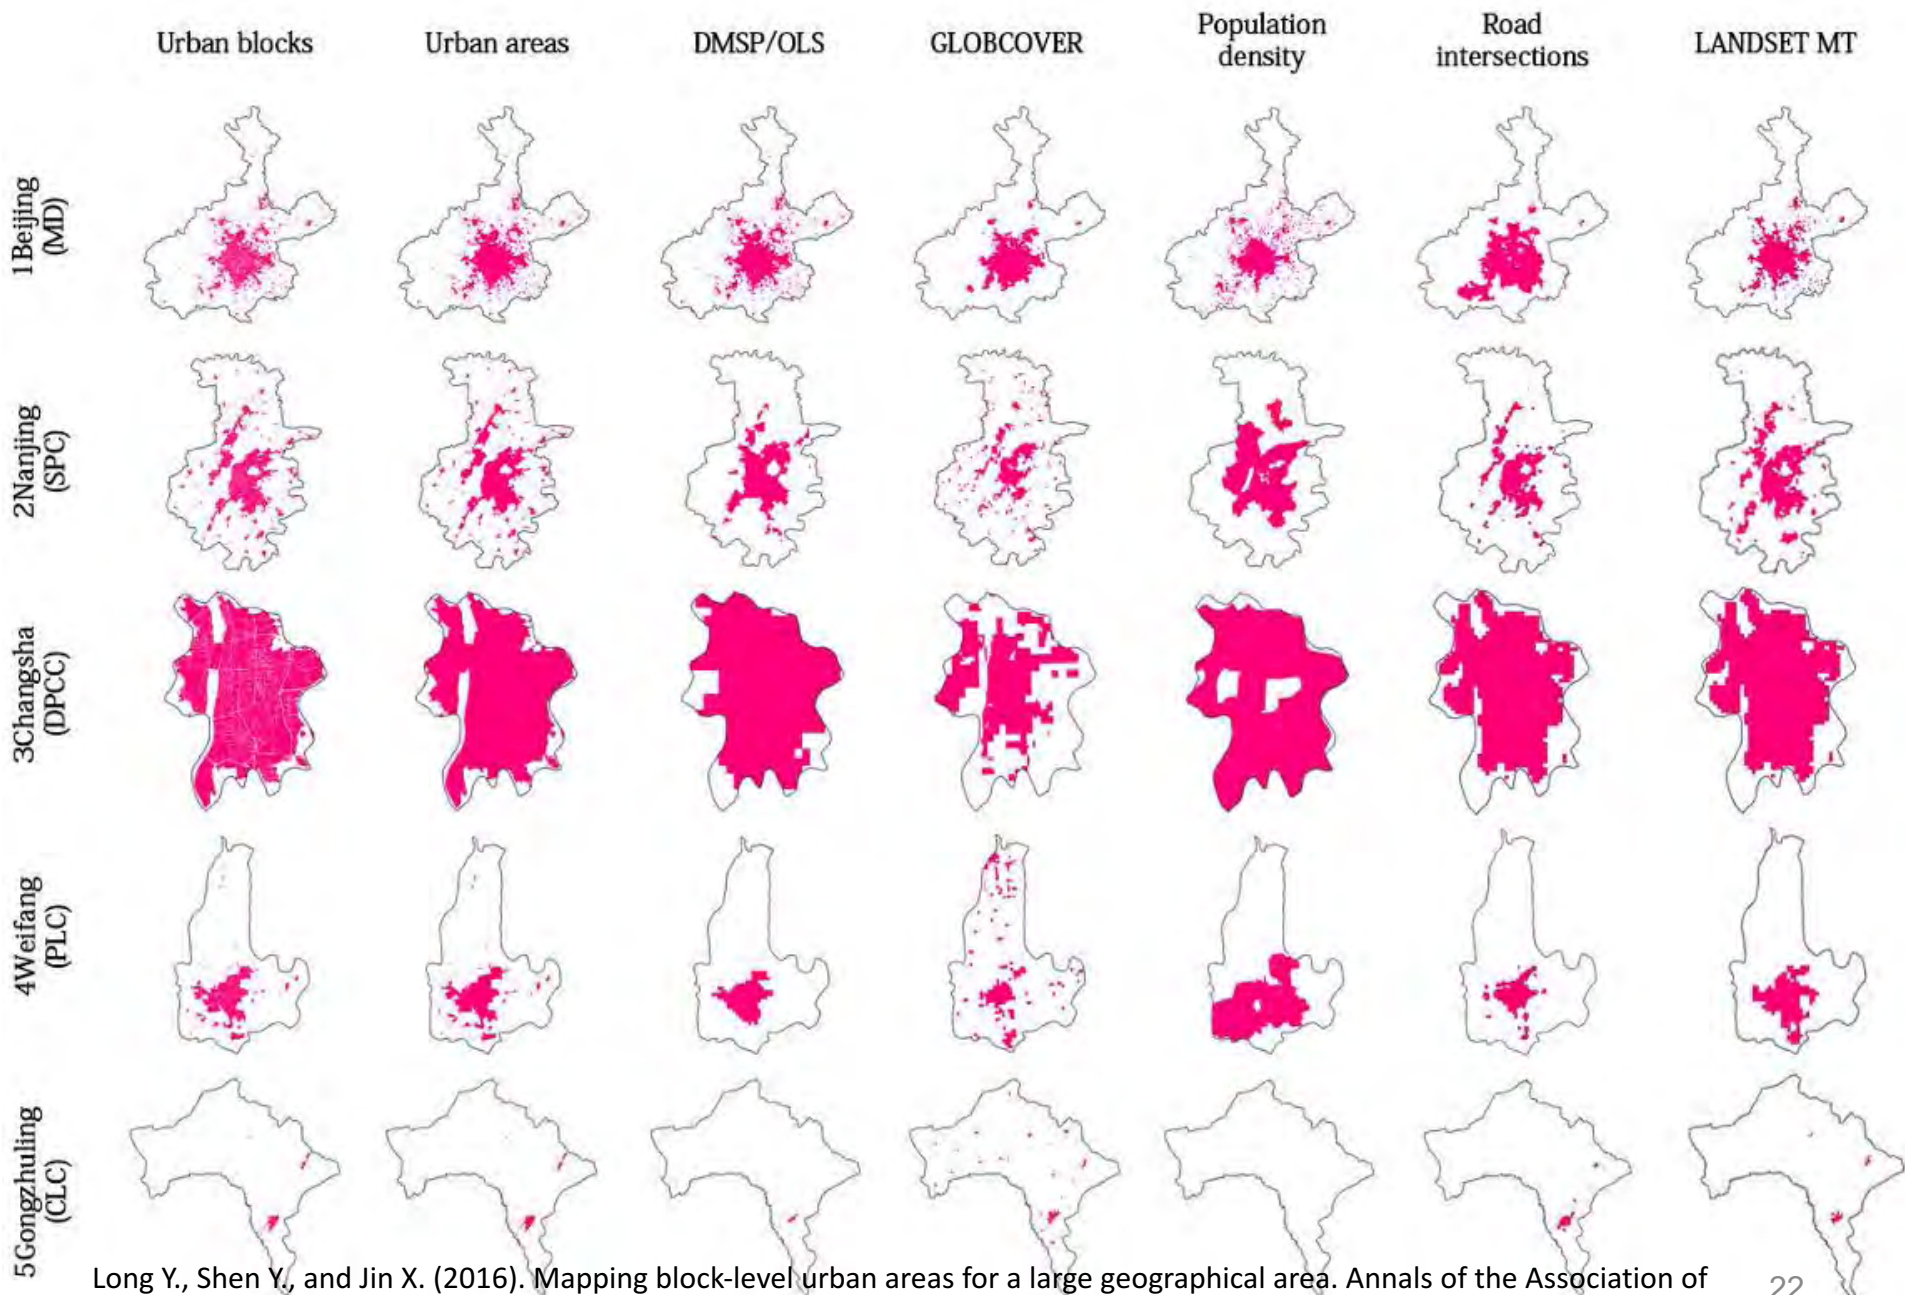 Urban blocks
Urban areas
DMSP/OLS
GLOBCOVER
Population
density
Road
intersections
LANDSET MT
1Beijing
(MD)
2Nanjing
(SPC)
3Changsha
(DPCC)
4Weifang
(PLC)
5Gongzhuling
(CLC)
Long Y., Shen Y., and Jin X. (2016). Mapping block-level urban areas for a large geographical area. Annals of the Association of
22